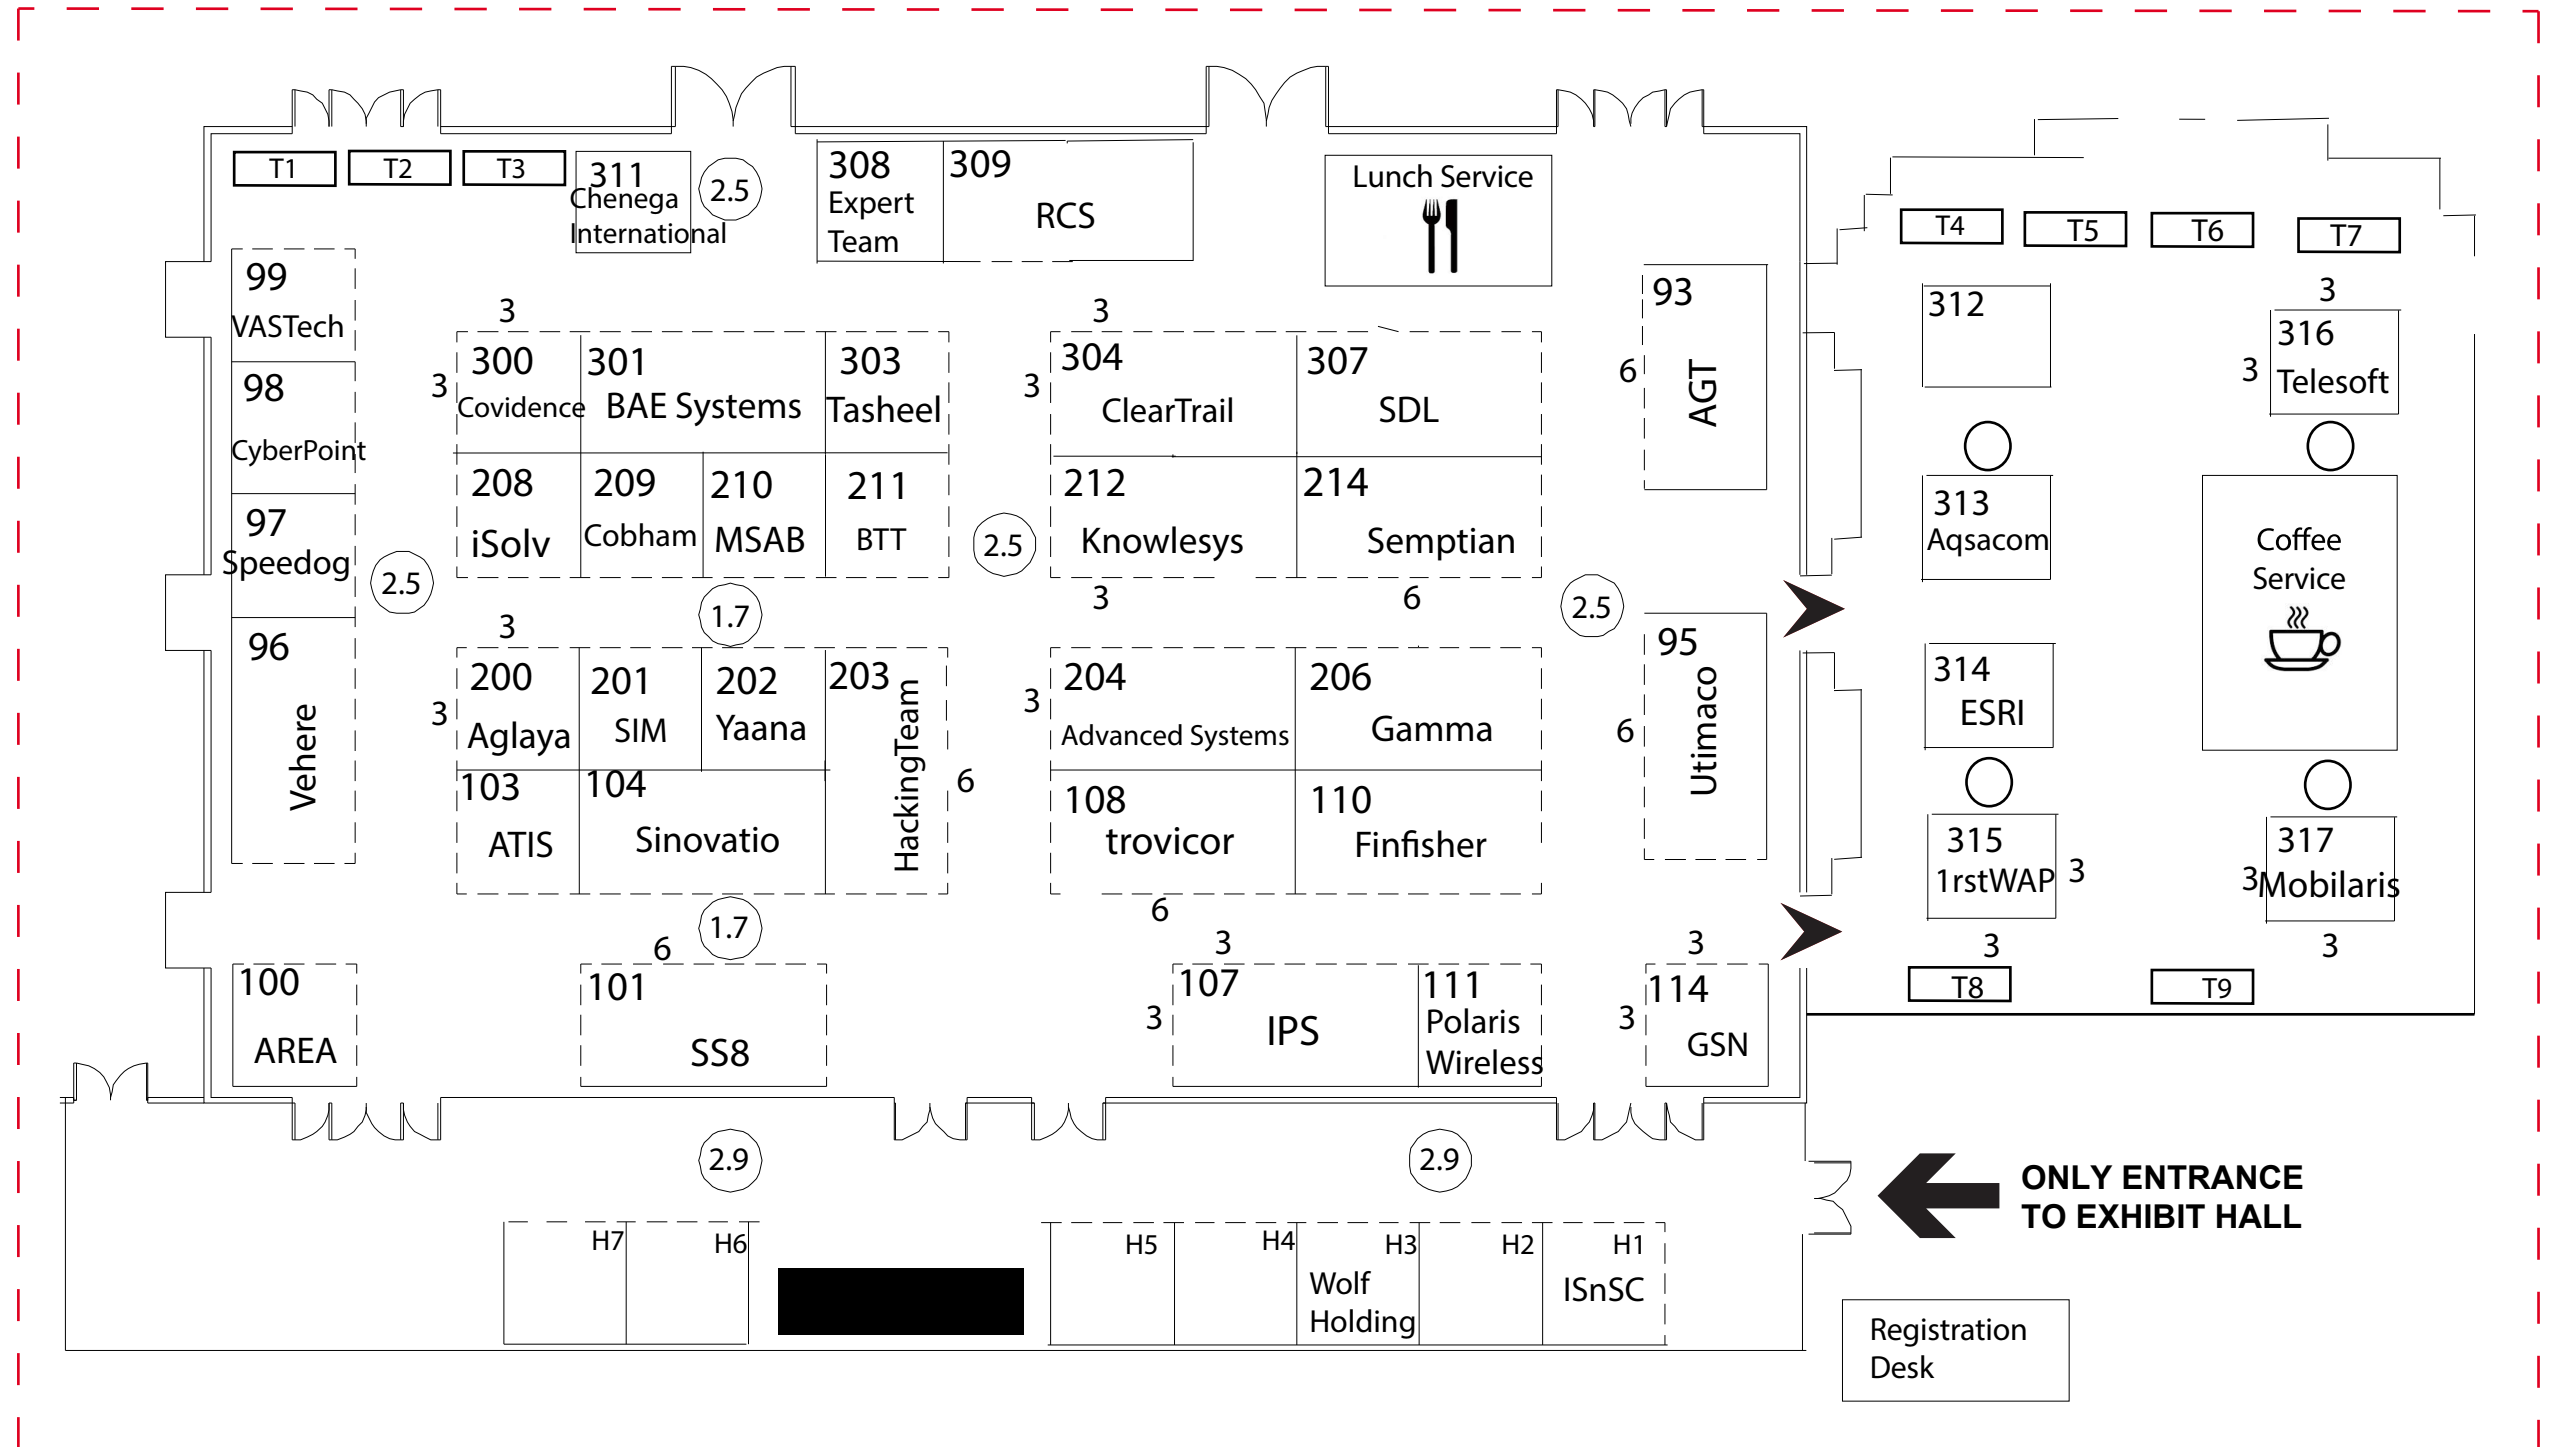 T1
T2
T3
311
Chenega
International
2.5
308
Expert
Team
309
RCS
Lunch Service
T4
T5
T6
T7
99
VASTech
98
CyberPoint
97
Speedog
96
Vehere
3
3
300
Covidence
301
BAE Systems
303
Tasheel
208
iSolv
209
Cobham
210
MSAB
211
BTT
2.5
1.7
3
3
304
ClearTrail
307
SDL
212
Knowlesys
214
Semptian
2.5
3
6
93
AGT
6
2.5
95
Utimaco
6
312
3
316
3
Telesoft
313
Aqsacom
Coffee
Service
314
ESRI
315
1rstWAP
3
3
317
3
Mobilaris
3
T8
T9
3
3
200
Aglaya
201
SIM
202
Yaana
203
HackingTeam
6
103
ATIS
104
Sinovatio
1.7
3
204
Advanced Systems
206
Gamma
108
trovicor
110
Finfisher
6
100
AREA
6
101
SS8
3
3
107
IPS
111
Polaris
Wireless
3
3
114
GSN
2.9
2.9
ONLY ENTRANCE
TO EXHIBIT HALL
H7
H6
H5
H4
H3
Wolf
Holding
H2
H1
ISnSC
Registration
Desk